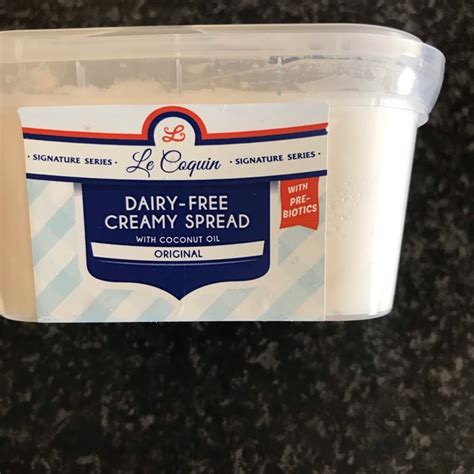 L
· SIGNATURE SERIES · Le Coquin · SIGNATURE SERIES ·
DAIRY-FREE
CREAMY SPREAD
WITH COCONUT OIL
ORIGINAL
WITH
PRE-
BIOTICS